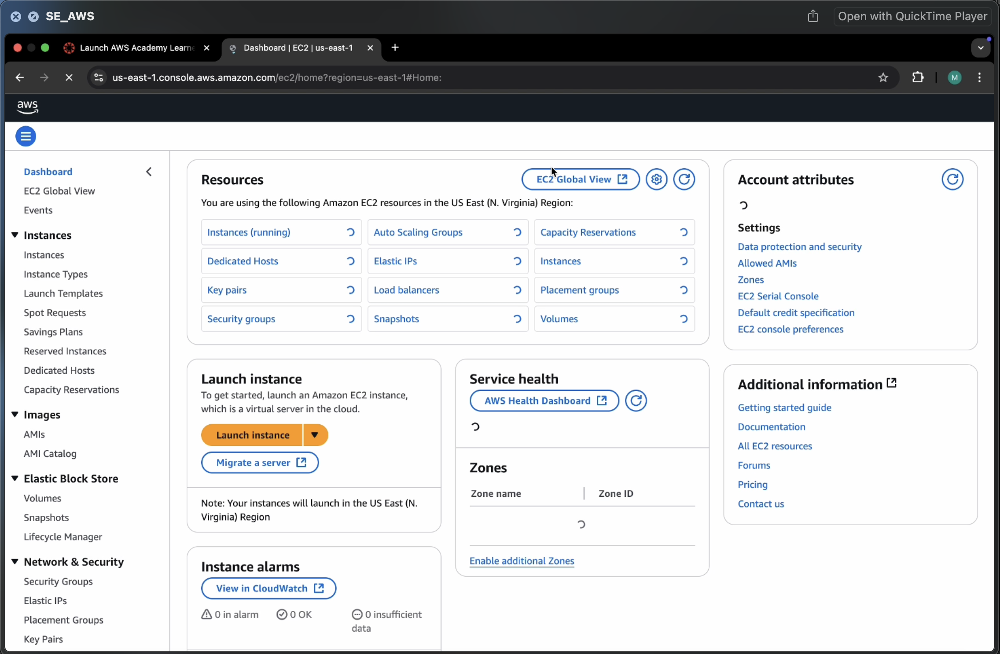 SE_AWS
Open with QuickTime Player
Launch AWS Academy Learne
Dashboard | EC2 | us-east-1
us-east-1.console.aws.amazon.com/ec2/home?region=us-east-1#Home:
M
aws
Dashboard
EC2 Global View
Events
Instances
Instances
Instance Types
Launch Templates
Spot Requests
Savings Plans
Reserved Instances
Dedicated Hosts
Capacity Reservations
Images
AMIs
AMI Catalog
Elastic Block Store
Volumes
Snapshots
Lifecycle Manager
Network & Security
Security Groups
Elastic IPs
Placement Groups
Key Pairs
Resources
EC2 Global View
You are using the following Amazon EC2 resources in the US East (N. Virginia) Region:
Instances (running)
Auto Scaling Groups
Capacity Reservations
Dedicated Hosts
Elastic IPs
Instances
Key pairs
Load balancers
Placement groups
Security groups
Snapshots
Volumes
Launch instance
To get started, launch an Amazon EC2 instance,
which is a virtual server in the cloud.
Launch instance
Migrate a server
Note: Your instances will launch in the US East (N.
Virginia) Region
Instance alarms
View in CloudWatch
0 in alarm
0 OK
0 insufficient
data
Service health
AWS Health Dashboard
Zones
Zone name
Zone ID
Enable additional Zones
Account attributes
Settings
Data protection and security
Allowed AMIs
Zones
EC2 Serial Console
Default credit specification
EC2 console preferences
Additional information
Getting started guide
Documentation
All EC2 resources
Forums
Pricing
Contact us